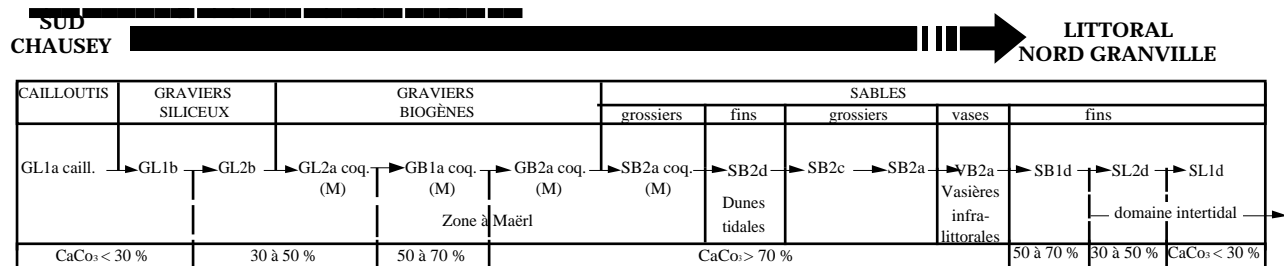 SUD
CHAUSEY
LITTORAL
NORD GRANVILLE
CAILLOUTIS GRAVIERS SILICEUX GRAVIERS BIOGÈNES SABLES
grossiers fins grossiers vases fins
GL1a caill. GL1b GL2b GL2a coq. GB1a coq. GB2a coq. SB2a coq. SB2d SB2c SB2a VB2a SB1d SL2d SL1d
(M) (M) (M) (M)
Zone à Maërl
Dunes
tidales
Vasières
infra-
littorales
domaine intertidal
CaCo₃ < 30 % 30 à 50 % 50 à 70 % CaCo₃ > 70 % 50 à 70 % 30 à 50 % CaCo₃ < 30 %